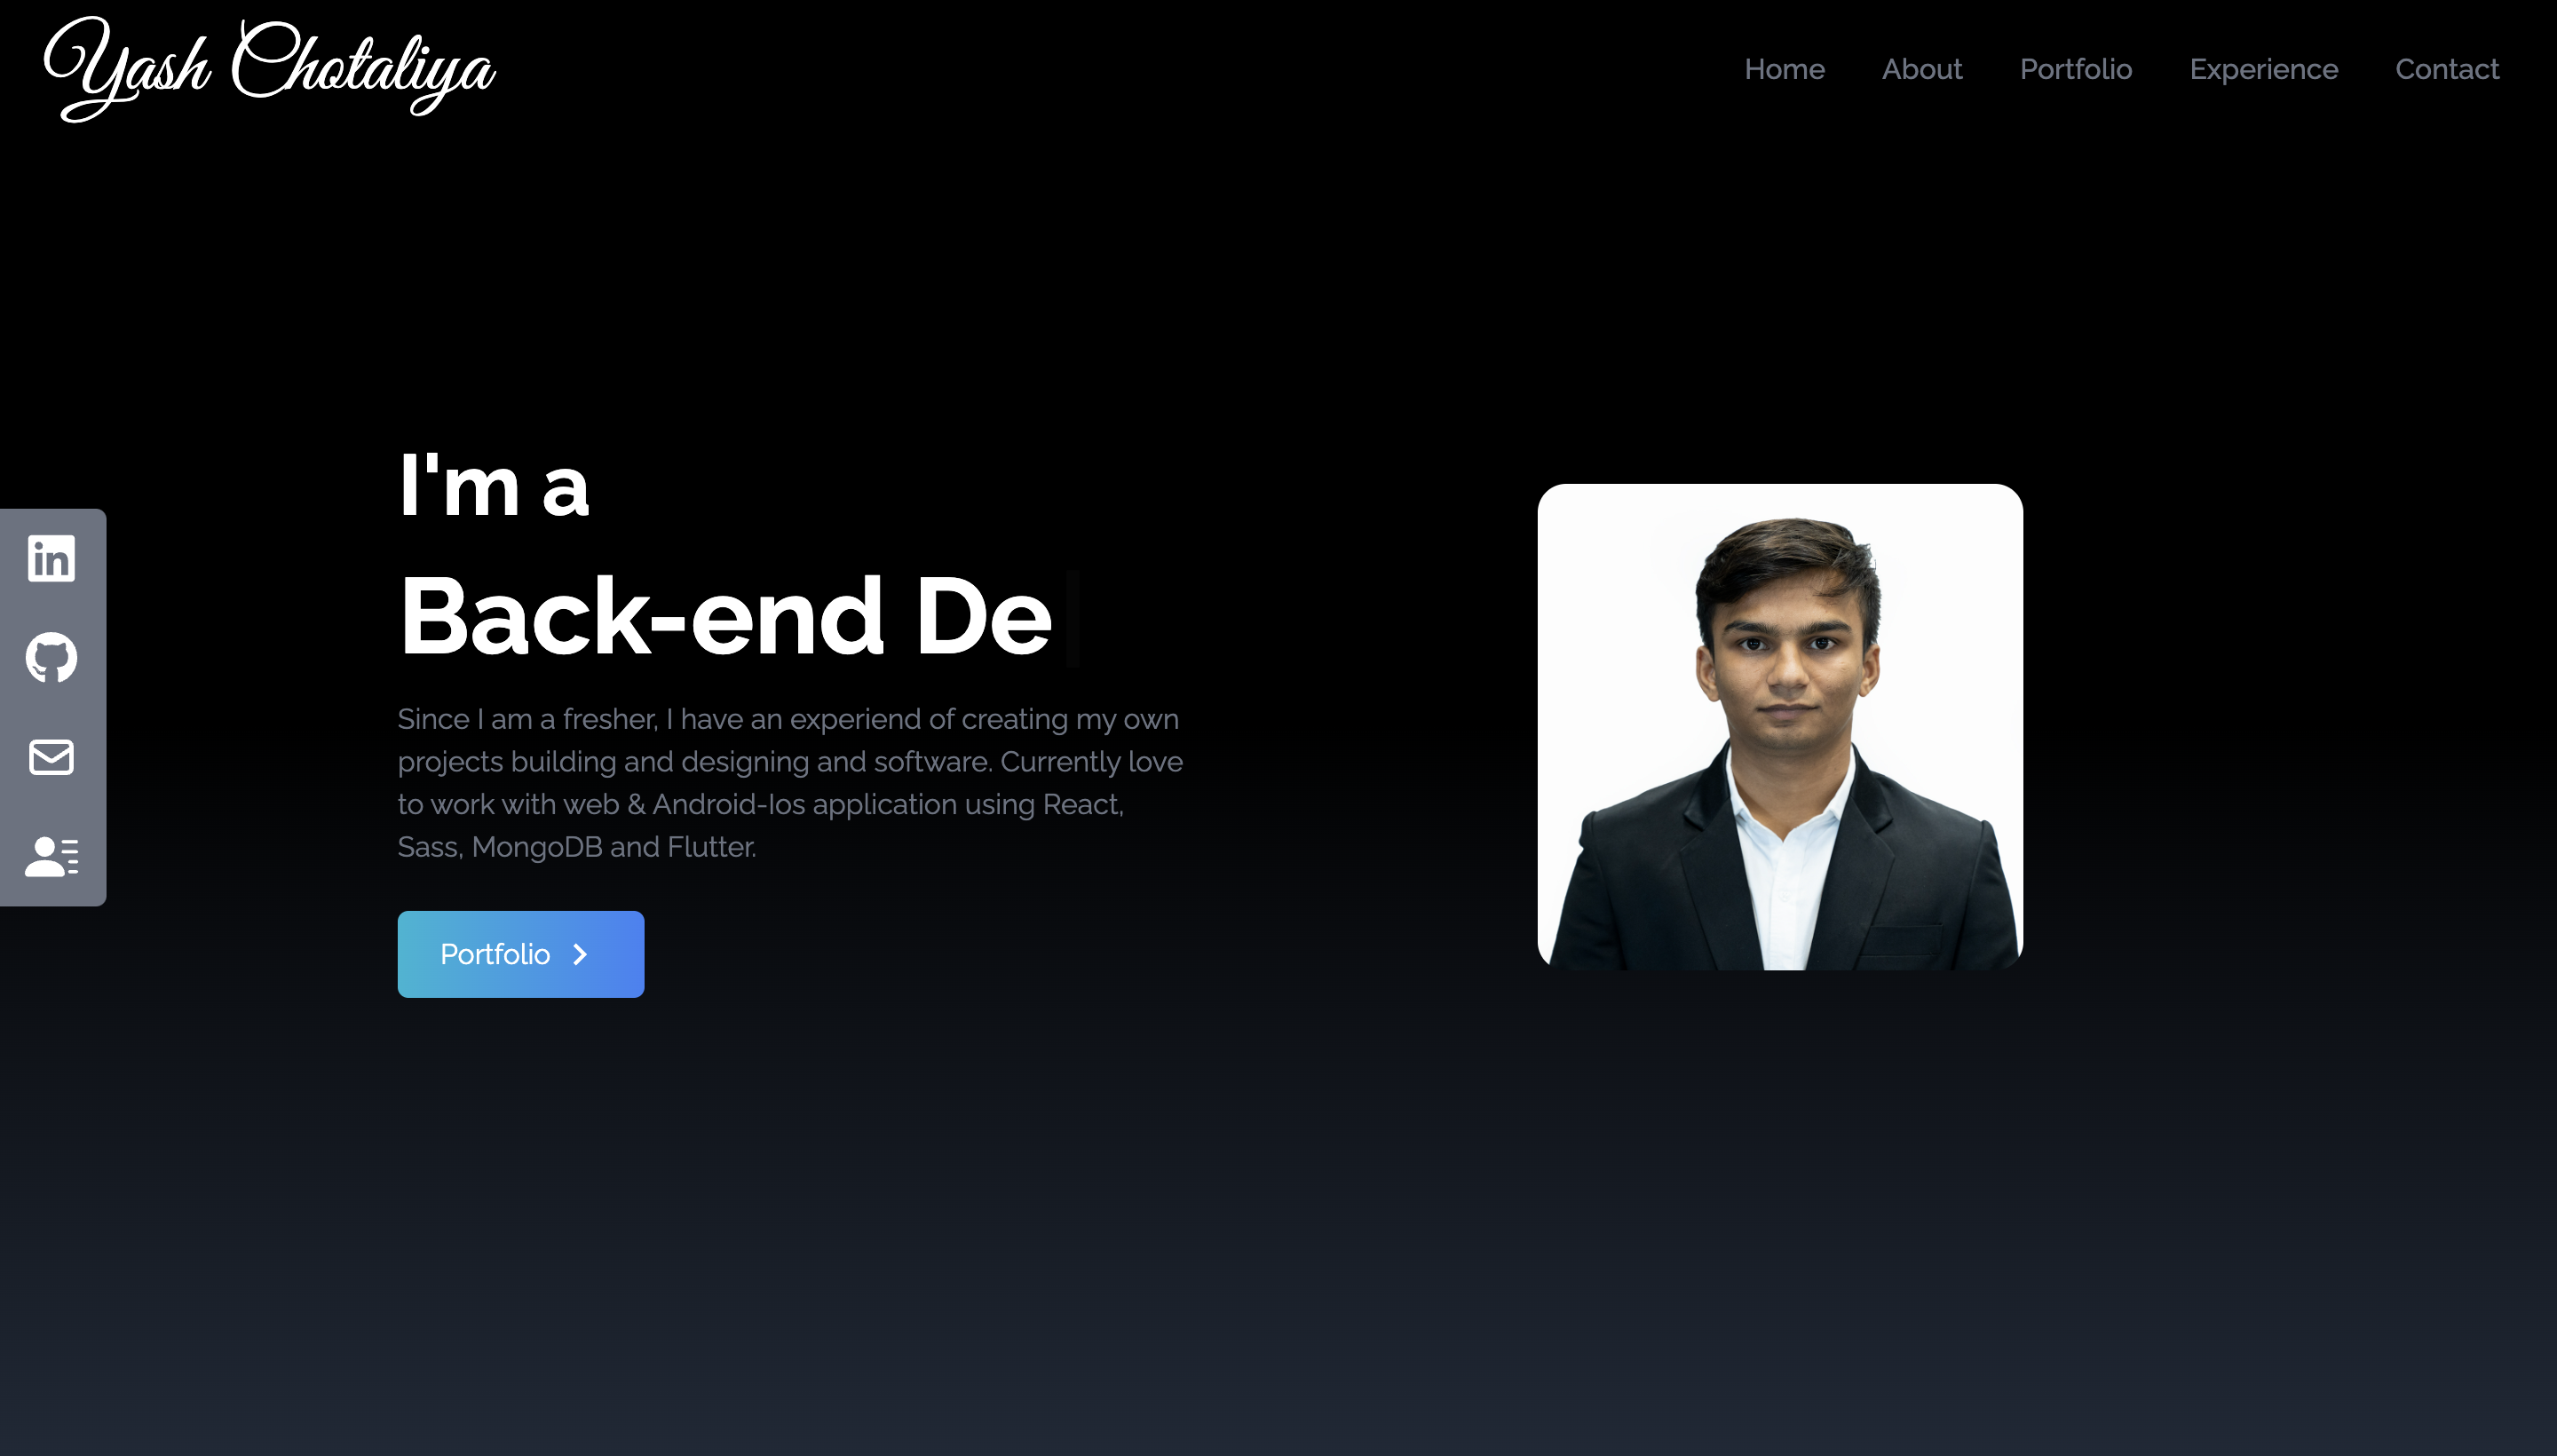 Yash Chotaliya
Home About Portfolio Experience Contact
I'm a
Back-end De
Since I am a fresher, I have an experiend of creating my own
projects building and designing and software. Currently love
to work with web & Android-Ios application using React,
Sass, MongoDB and Flutter.
Portfolio
in